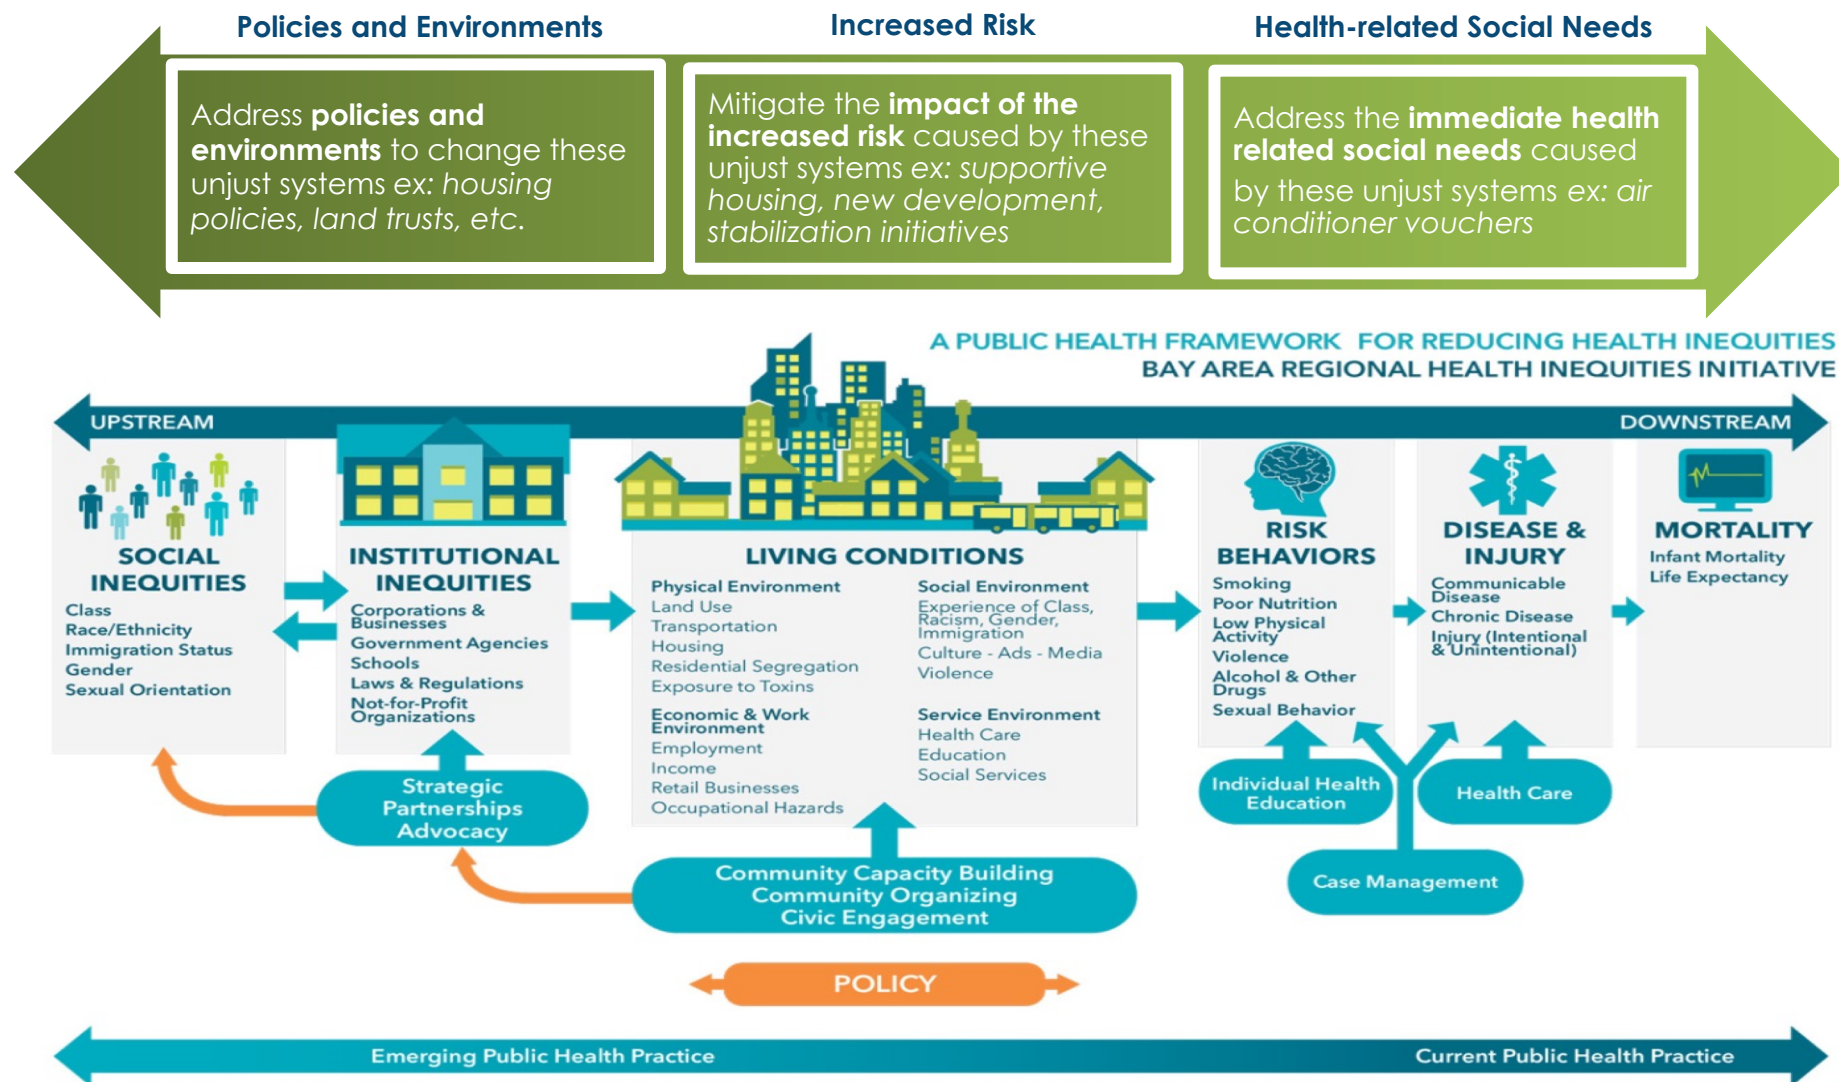 Policies and Environments
Increased Risk
Health-related Social Needs
Address policies and
environments to change these
unjust systems ex: housing
policies, land trusts, etc.
Mitigate the impact of the
increased risk caused by these
unjust systems ex: supportive
housing, new development,
stabilization initiatives
Address the immediate health
related social needs caused
by these unjust systems ex: air
conditioner vouchers
A PUBLIC HEALTH FRAMEWORK FOR REDUCING HEALTH INEQUITIES
BAY AREA REGIONAL HEALTH INEQUITIES INITIATIVE
UPSTREAM
DOWNSTREAM
SOCIAL
INEQUITIES
Class
Race/Ethnicity
Immigration Status
Gender
Sexual Orientation
INSTITUTIONAL
INEQUITIES
Corporations &
Businesses
Government Agencies
Schools
Laws & Regulations
Not-for-Profit
Organizations
LIVING CONDITIONS
Physical Environment
Land Use
Transportation
Housing
Residential Segregation
Exposure to Toxins
Economic & Work
Environment
Employment
Income
Retail Businesses
Occupational Hazards
Social Environment
Experience of Class,
Racism, Gender,
Immigration
Culture - Ads - Media
Violence
Service Environment
Health Care
Education
Social Services
RISK
BEHAVIORS
Smoking
Poor Nutrition
Low Physical
Activity
Violence
Alcohol & Other
Drugs
Sexual Behavior
DISEASE &
INJURY
Communicable
Disease
Chronic Disease
Injury (Intentional
& Unintentional)
MORTALITY
Infant Mortality
Life Expectancy
Strategic
Partnerships
Advocacy
Community Capacity Building
Community Organizing
Civic Engagement
Individual Health
Education
Health Care
Case Management
POLICY
Emerging Public Health Practice
Current Public Health Practice